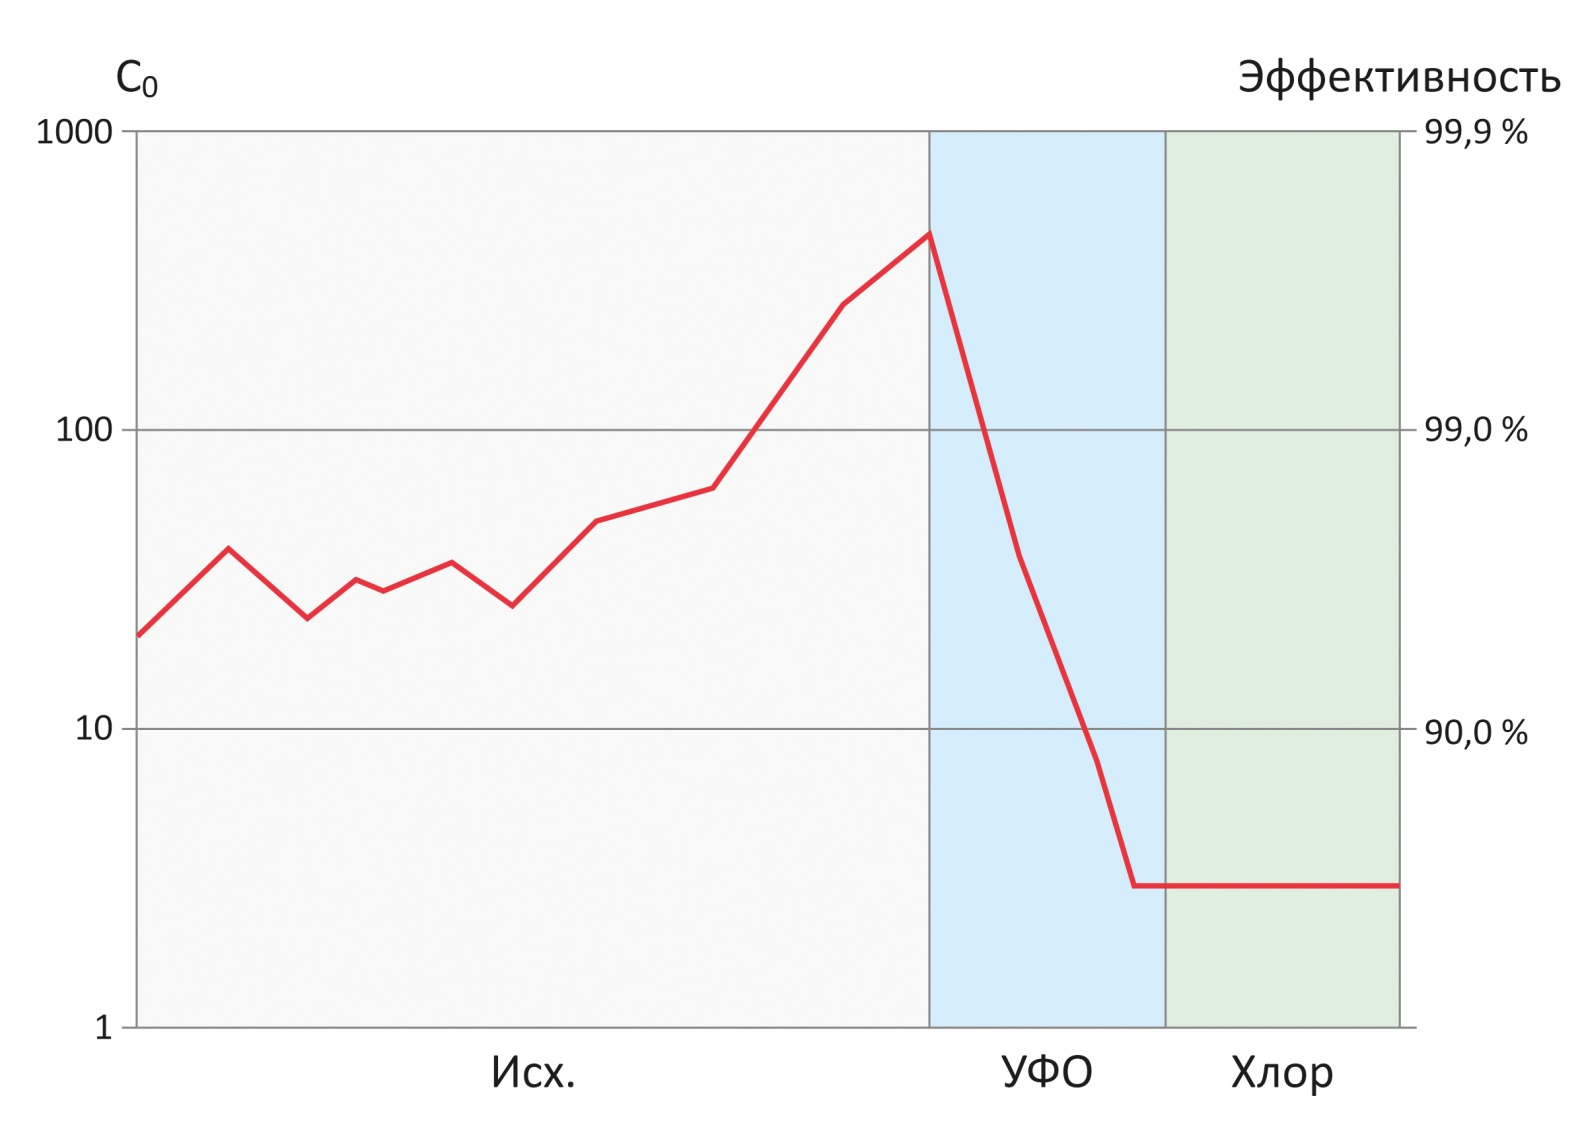 C₀
Эффективность
1000
99,9 %
100
99,0 %
10
90,0 %
1
Исх.
УФО
Хлор